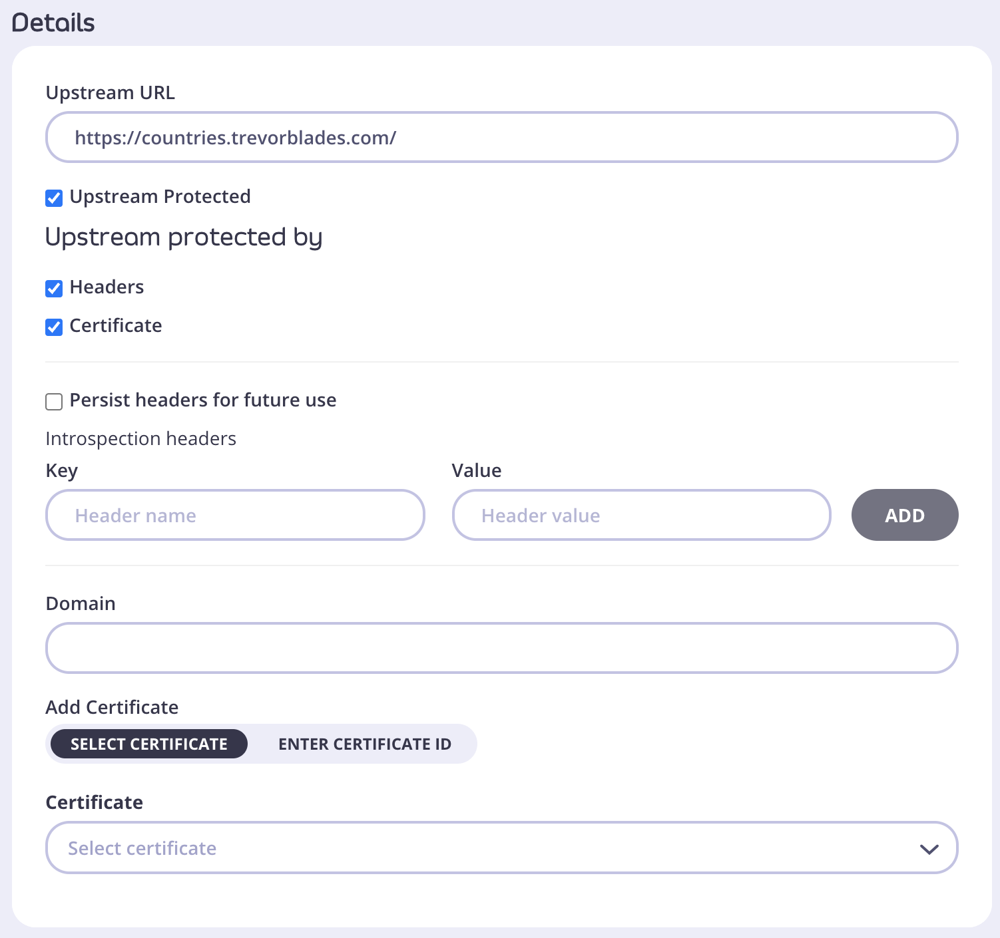 Details
Upstream URL
https://countries.trevorblades.com/
Upstream Protected
Upstream protected by
Headers
Certificate
Persist headers for future use
Introspection headers
Key Value
Header name Header value ADD
Domain
Add Certificate
SELECT CERTIFICATE ENTER CERTIFICATE ID
Certificate
Select certificate